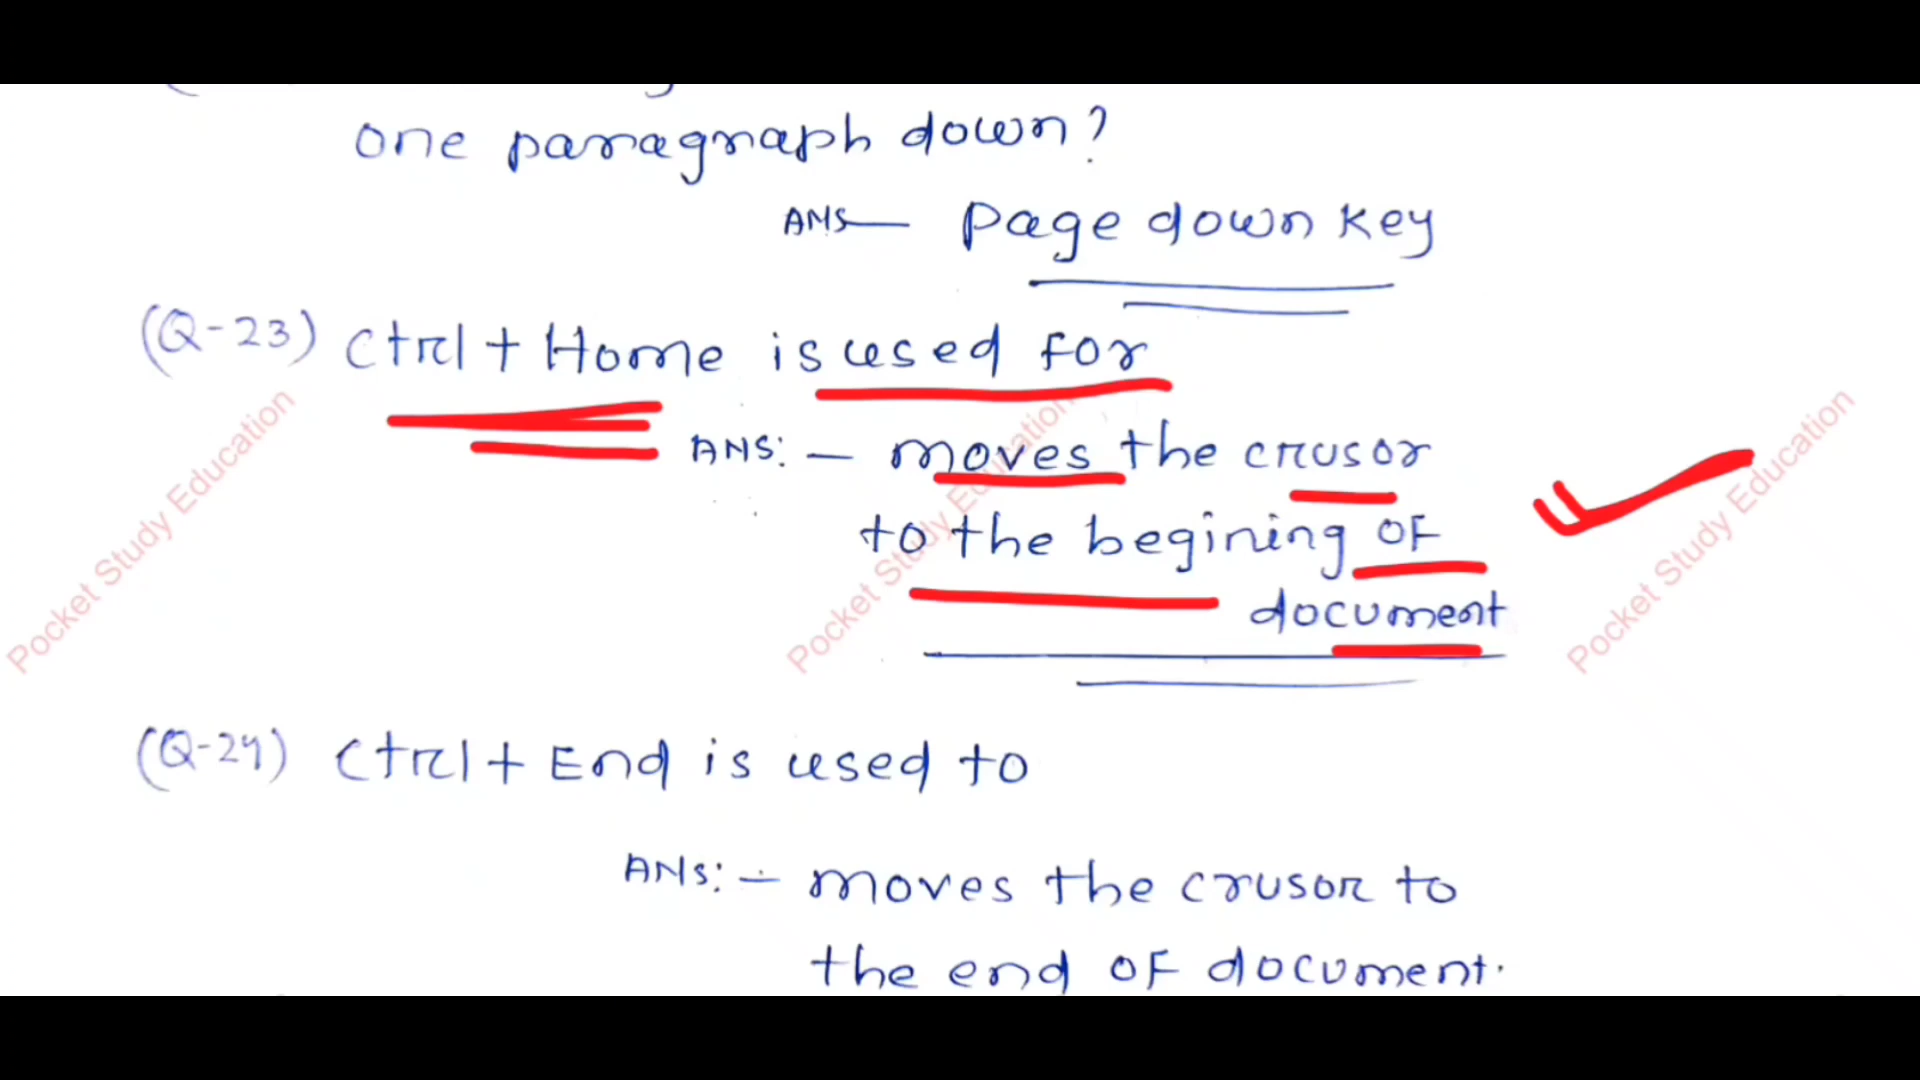 one paragraph down?
ANS— Page down key
(Q-23) Ctrl + Home is used for
ANS:- moves the crusor
to the begining OF
document
(Q-24) Ctrl + End is used to
ANS:- moves the crusor to
the end OF document.
Pocket Study Education
Pocket Study Education
Pocket Study Education